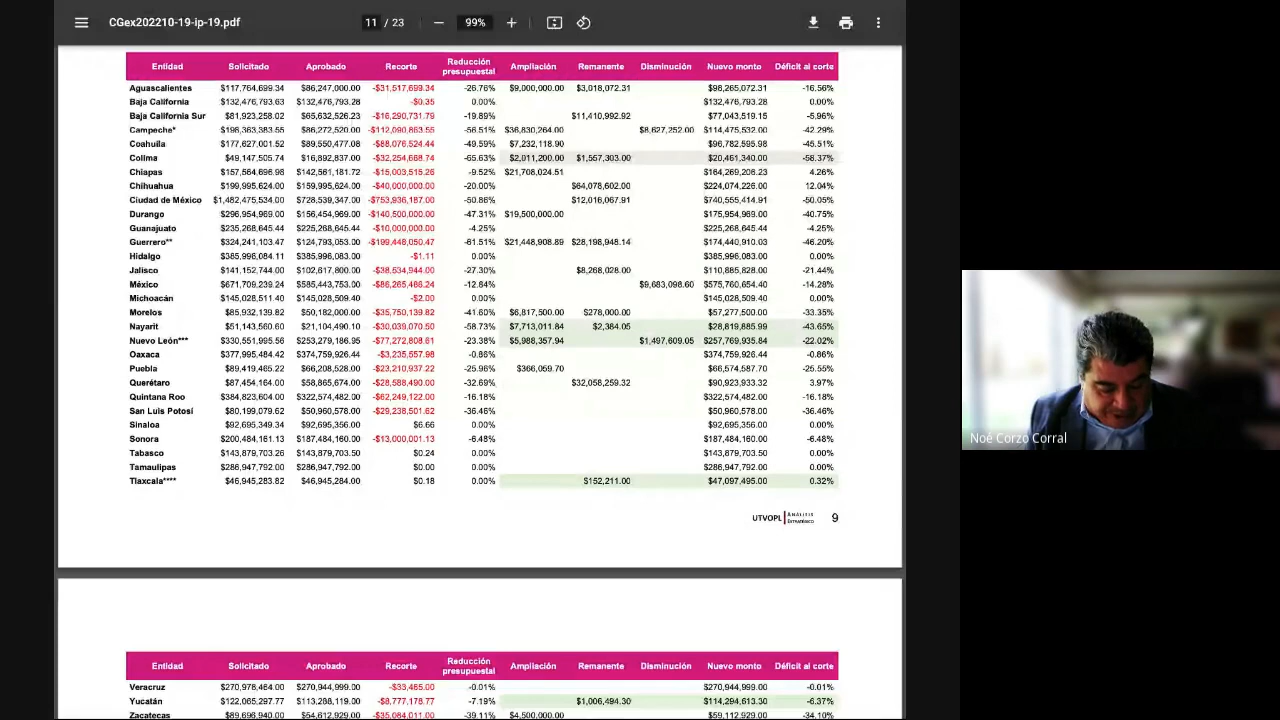 CGex202210-19-ip-19.pdf 11 / 23 99%
Entidad Solicitado Aprobado Recorte Reducción presupuestal Ampliación Remanente Disminución Nuevo monto Déficit al corte
Aguascalientes $117,764,699.34 $86,247,000.00 -$31,517,699.34 -26.76% $9,000,000.00 $3,018,072.31 $98,265,072.31 -16.56%
Baja California $132,476,793.63 $132,476,793.28 -$0.35 0.00% $132,476,793.28 0.00%
Baja California Sur $81,923,258.02 $65,632,526.23 -$16,290,731.79 -19.89% $11,410,992.92 $77,043,519.15 -5.96%
Campeche* $198,363,383.55 $86,272,520.00 -$112,090,863.55 -56.51% $36,830,264.00 $8,627,252.00 $114,475,532.00 -42.29%
Coahuila $177,627,001.52 $89,550,477.08 -$88,076,524.44 -49.59% $7,232,118.90 $96,782,595.98 -45.51%
Colima $49,147,505.74 $16,892,837.00 -$32,254,668.74 -65.63% $2,011,200.00 $1,557,303.00 $20,461,340.00 -58.37%
Chiapas $157,564,696.98 $142,561,181.72 -$15,003,515.26 -9.52% $21,708,024.51 $164,269,206.23 4.26%
Chihuahua $199,995,624.00 $159,995,624.00 -$40,000,000.00 -20.00% $64,078,602.00 $224,074,226.00 12.04%
Ciudad de México $1,482,475,534.00 $728,539,347.00 -$753,936,187.00 -50.86% $12,016,067.91 $740,555,414.91 -50.05%
Durango $296,954,969.00 $156,454,969.00 -$140,500,000.00 -47.31% $19,500,000.00 $175,954,969.00 -40.75%
Guanajuato $235,268,645.44 $225,268,645.44 -$10,000,000.00 -4.25% $225,268,645.44 -4.25%
Guerrero** $324,241,103.47 $124,793,053.00 -$199,448,050.47 -61.51% $21,448,908.89 $28,198,948.14 $174,440,910.03 -46.20%
Hidalgo $385,996,084.11 $385,996,083.00 -$1.11 0.00% $385,996,083.00 0.00%
Jalisco $141,152,744.00 $102,617,800.00 -$38,534,944.00 -27.30% $8,268,028.00 $110,885,828.00 -21.44%
México $671,709,239.24 $585,443,753.00 -$86,265,486.24 -12.84% $9,683,098.60 $575,760,654.40 -14.28%
Michoacán $145,028,511.40 $145,028,509.40 -$2.00 0.00% $145,028,509.40 0.00%
Morelos $85,932,139.82 $50,182,000.00 -$35,750,139.82 -41.60% $6,817,500.00 $278,000.00 $57,277,500.00 -33.35%
Nayarit $51,143,560.60 $21,104,490.10 -$30,039,070.50 -58.73% $7,713,011.84 $2,384.05 $28,819,885.99 -43.65%
Nuevo León*** $330,551,995.56 $253,279,186.95 -$77,272,808.61 -23.38% $5,988,357.94 $1,497,609.05 $257,769,935.84 -22.02%
Oaxaca $377,995,484.42 $374,759,926.44 -$3,235,557.98 -0.86% $374,759,926.44 -0.86%
Puebla $89,419,465.22 $66,208,528.00 -$23,210,937.22 -25.96% $366,059.70 $66,574,587.70 -25.55%
Querétaro $87,454,164.00 $58,865,674.00 -$28,588,490.00 -32.69% $32,058,259.32 $90,923,933.32 3.97%
Quintana Roo $384,823,604.00 $322,574,482.00 -$62,249,122.00 -16.18% $322,574,482.00 -16.18%
San Luis Potosí $80,199,079.62 $50,960,578.00 -$29,238,501.62 -36.46% $50,960,578.00 -36.46%
Sinaloa $92,695,349.34 $92,695,356.00 $6.66 0.00% $92,695,356.00 0.00%
Sonora $200,484,161.13 $187,484,160.00 -$13,000,001.13 -6.48% $187,484,160.00 -6.48%
Tabasco $143,879,703.26 $143,879,703.50 $0.24 0.00% $143,879,703.50 0.00%
Tamaulipas $286,947,792.00 $286,947,792.00 $0.00 0.00% $286,947,792.00 0.00%
Tlaxcala**** $46,945,283.82 $46,945,284.00 $0.18 0.00% $152,211.00 $47,097,495.00 0.32%
UTVOPL ANÁLISIS ESTRATÉGICO 9
Entidad Solicitado Aprobado Recorte Reducción presupuestal Ampliación Remanente Disminución Nuevo monto Déficit al corte
Veracruz $270,978,464.00 $270,944,999.00 -$33,465.00 -0.01% $270,944,999.00 -0.01%
Yucatán $122,065,297.77 $113,288,119.00 -$8,777,178.77 -7.19% $1,006,494.30 $114,294,613.30 -6.37%
Zacatecas $89,696,940.00 $54,612,929.00 -$35,084,011.00 -39.11% $4,500,000.00 $59,112,929.00 -34.10%
Noé Corzo Corral